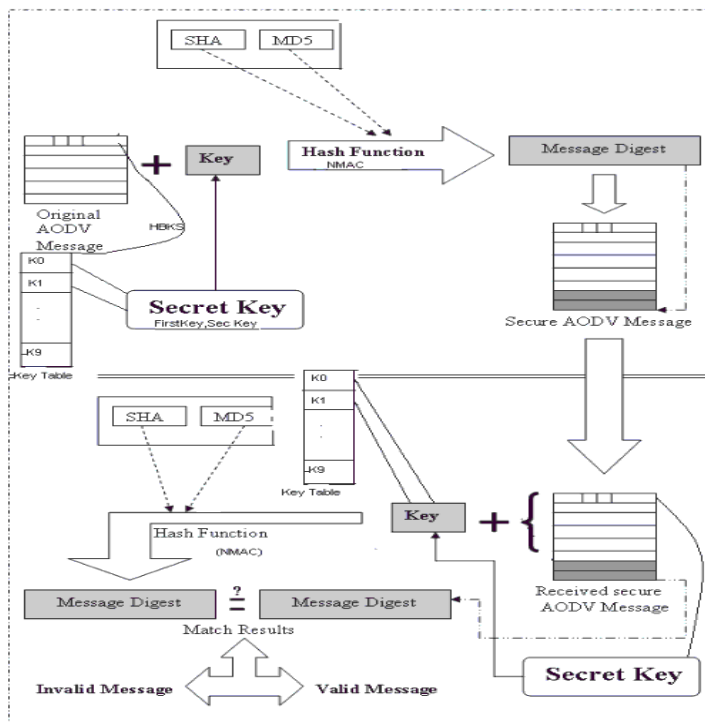 SHA
MD5
Key
Hash Function
NMAC
Message Digest
Original
AODV
Message
HBKS
K0
K1
.
.
.
K9
Key Table
Secret Key
FirstKey,Sec Key
Secure AODV Message
SHA
MD5
K0
K1
.
.
.
K9
Key Table
Key
Hash Function
(NMAC)
Received secure
AODV Message
Message Digest
?
=
Message Digest
Match Results
Secret Key
Invalid Message
Valid Message